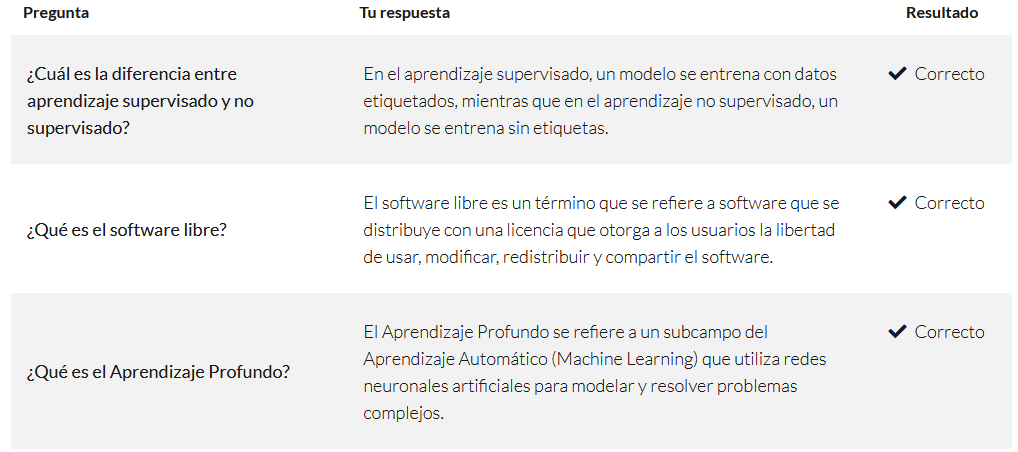 Pregunta Tu respuesta Resultado
¿Cuál es la diferencia entre
aprendizaje supervisado y no
supervisado?
En el aprendizaje supervisado, un modelo se entrena con datos
etiquetados, mientras que en el aprendizaje no supervisado, un
modelo se entrena sin etiquetas.
Correcto
¿Qué es el software libre?
El software libre es un término que se refiere a software que se
distribuye con una licencia que otorga a los usuarios la libertad
de usar, modificar, redistribuir y compartir el software.
Correcto
¿Qué es el Aprendizaje Profundo?
El Aprendizaje Profundo se refiere a un subcampo del
Aprendizaje Automático (Machine Learning) que utiliza redes
neuronales artificiales para modelar y resolver problemas
complejos.
Correcto